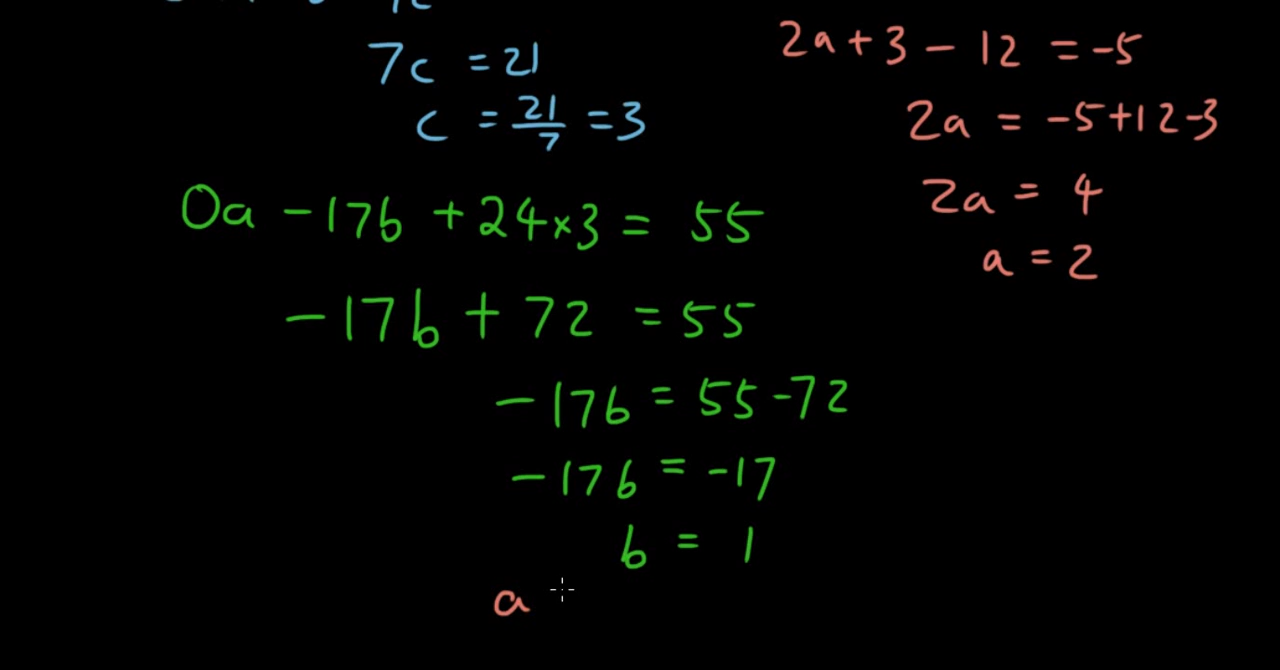 7c = 21
c = 21/7 = 3
0a - 17b + 24×3 = 55
-17b + 72 = 55
-17b = 55-72
-17b = -17
b = 1
a
2a + 3 - 12 = -5
2a = -5+12-3
2a = 4
a = 2